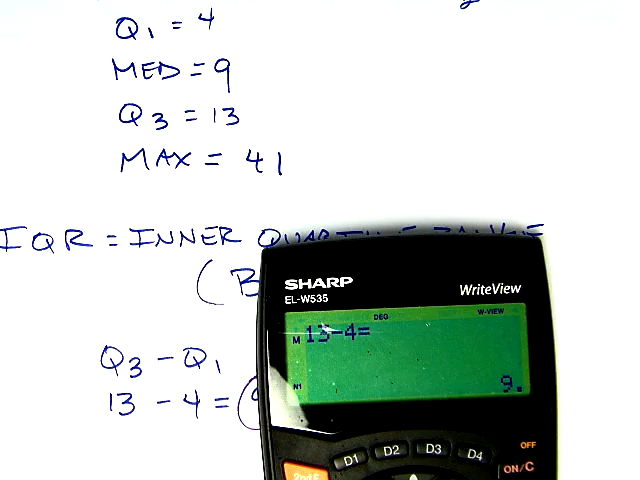 Q1 = 4
MED = 9
Q3 = 13
MAX = 41
IQR = INNER
(B
SHARP
EL-W535
WriteView
DEG
W-VIEW
M 13-4=
N1 9.
Q3 - Q1
13 - 4 =
D1 D2 D3 D4
OFF
ON/C
2ndF